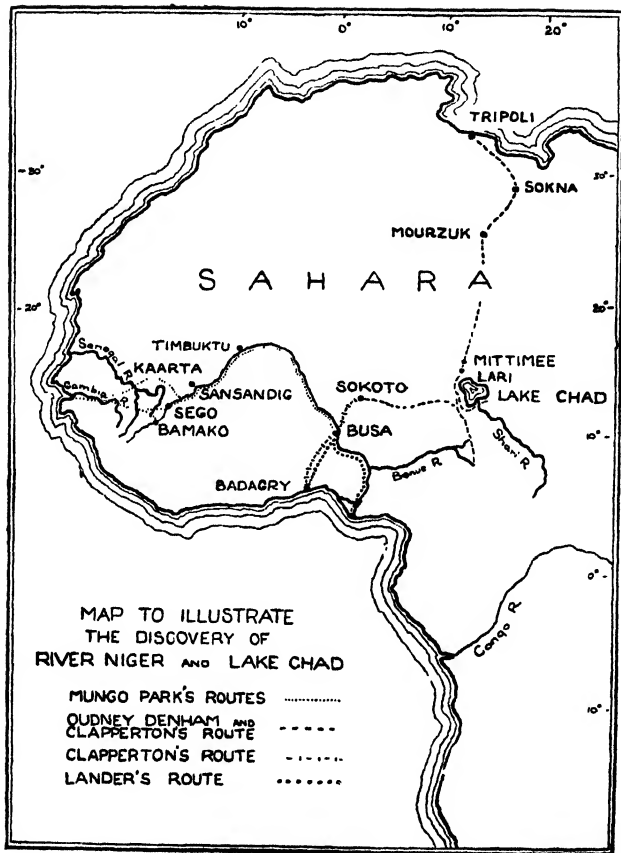 10° 0° 10° 20°
TRIPOLI
30° 30°
SOKNA
MOURZUK
SAHARA
20° 20°
Senegal R.
TIMBUKTU
MITTIMEE
KAARTA
LARI
Gambia R.
SANSANDIG
SOKOTO
LAKE CHAD
SEGO
BAMAKO
BUSA
10°
Shari R
BADAGRY
Benue R
0°
Congo R
MAP TO ILLUSTRATE
THE DISCOVERY OF
RIVER NIGER AND LAKE CHAD
MUNGO PARK'S ROUTES
OUDNEY DENHAM AND
CLAPPERTON'S ROUTE
10°
CLAPPERTON'S ROUTE
LANDER'S ROUTE